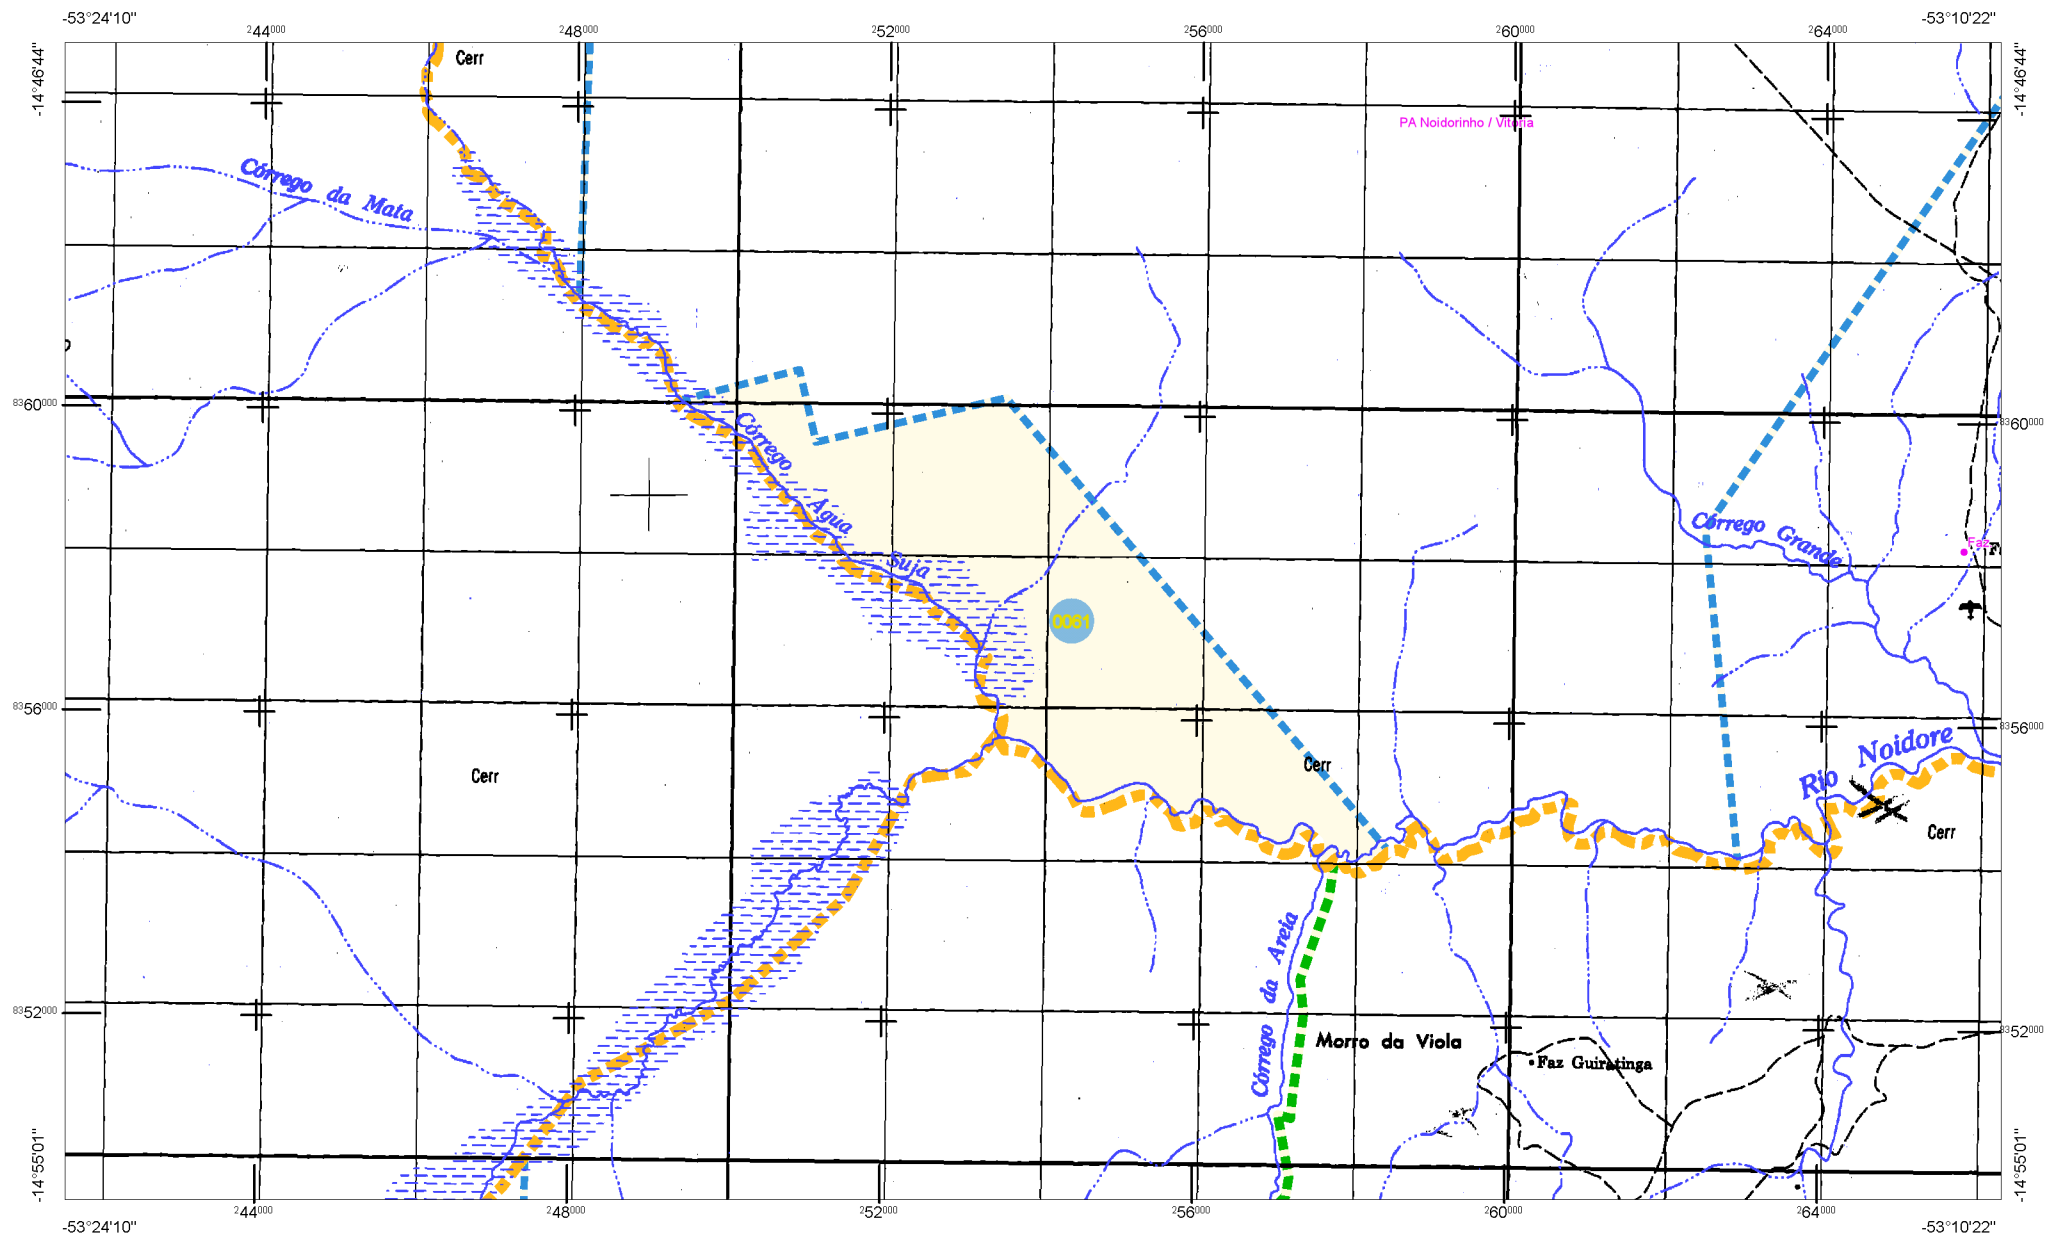 -53°24'10" -53°10'22"
244000 248000 252000 256000 260000 264000
-14°46'44" -14°46'44"
Cerr
PA Noidorinho / Vitória
Córrego da Mata
8360000 8360000
Córrego Agua Suja
Córrego Grande
Faz
0061
8356000 8356000
Rio Noidore
Cerr
Cerr
Cerr
Córrego da Areia
8352000 8352000
Morro da Viola
Faz Guiratinga
-14°55'01" -14°55'01"
244000 248000 252000 256000 260000 264000
-53°24'10" -53°10'22"